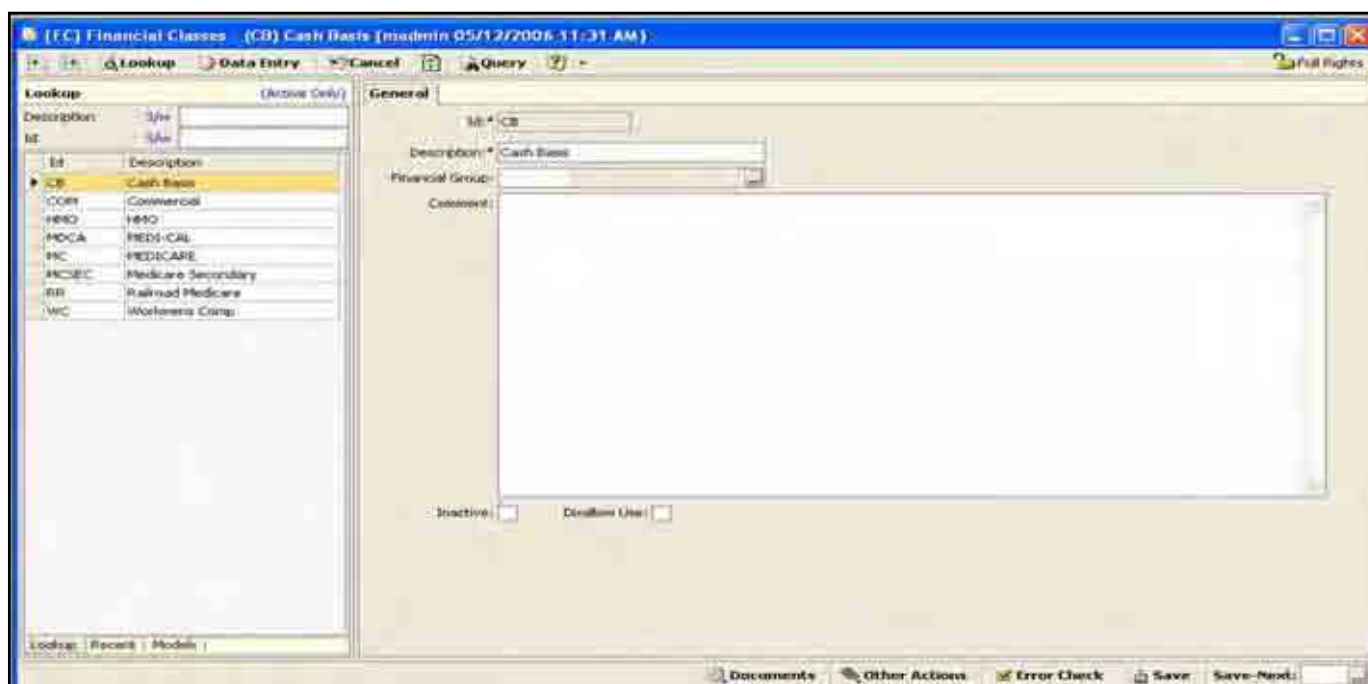 [FC] Financial Classes (CB) Cash Basis [madmin 05/12/2006 11:31 AM]
Lookup Data Entry Cancel Query Full Rights
Lookup (Active Only)
Description
Id
Id Description
CB Cash Basis
COM Commercial
HMO HMO
MDCA MEDI-CAL
MC MEDICARE
MCSEC Medicare Secondary
RR Railroad Medicare
WC Workmens Comp
Lookup Recent Models
General
Id:* CB
Description:* Cash Basis
Financial Group:
Comment:
Inactive: Disallow Use:
Documents Other Actions Error Check Save Save-Next: